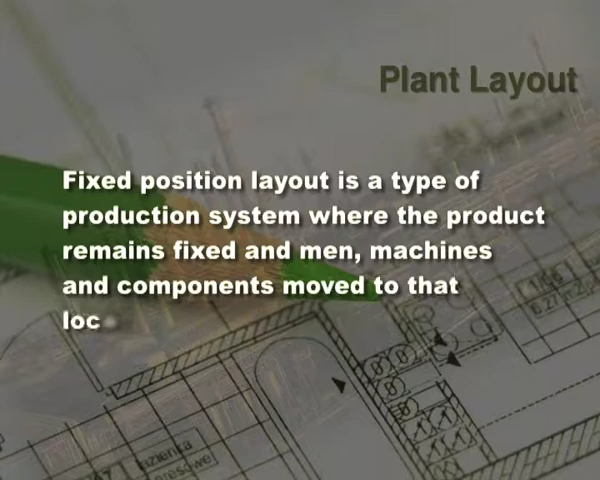 Plant Layout
Fixed position layout is a type of
production system where the product
remains fixed and men, machines
and components moved to that
loc